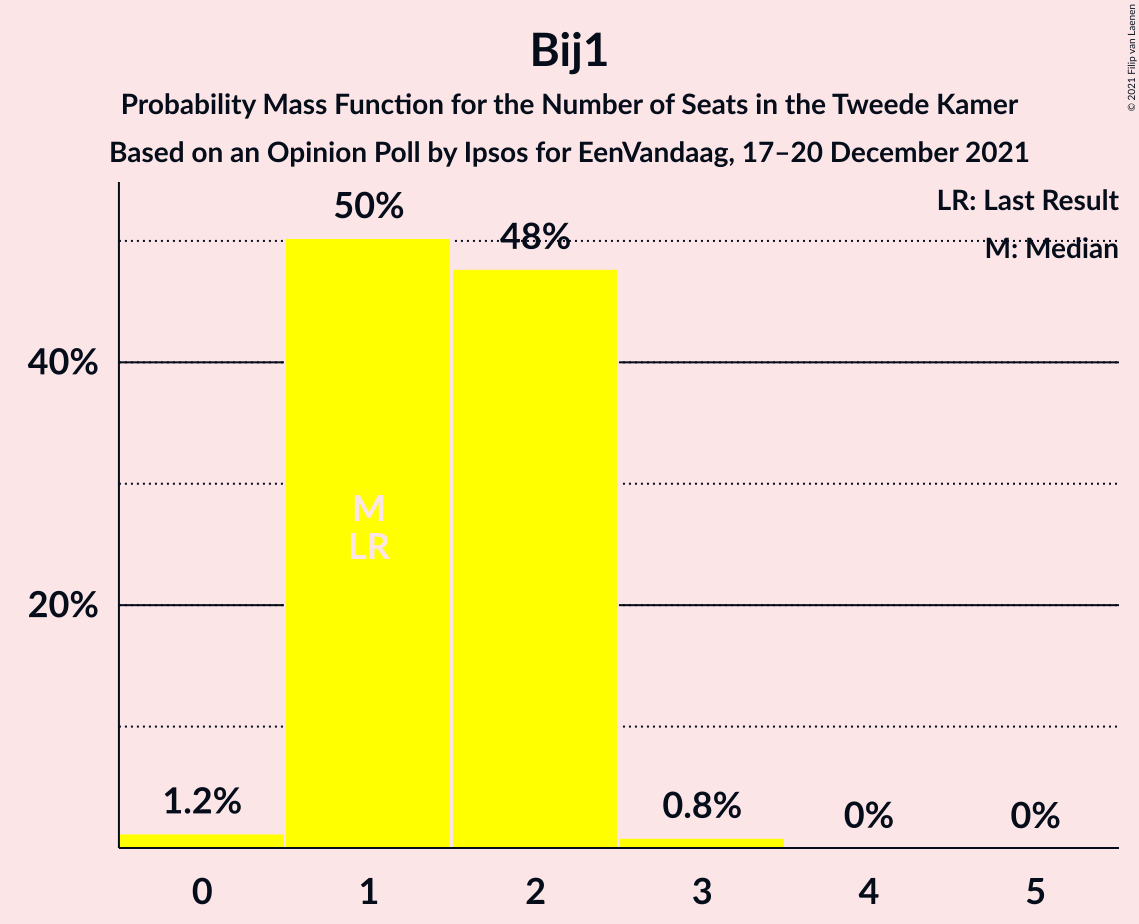 Bij1
Probability Mass Function for the Number of Seats in the Tweede Kamer
Based on an Opinion Poll by Ipsos for EenVandaag, 17–20 December 2021
© 2021 Filip van Laenen
LR: Last Result
M: Median
50%
48%
40%
M
LR
20%
1.2%
0.8%
0%
0%
0
1
2
3
4
5